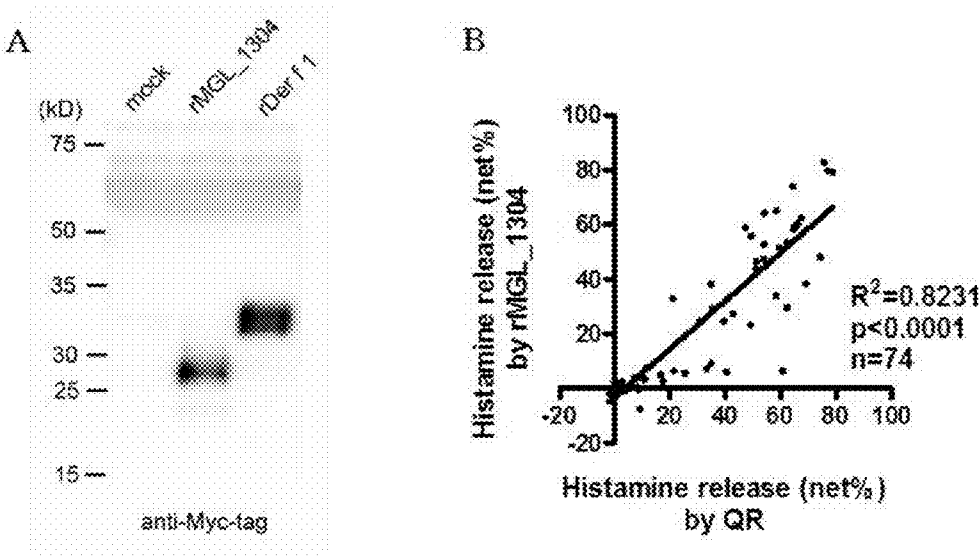 A
mock
rMGL_1304
rDer f 1
(kD)
75
50
35
30
25
15
anti-Myc-tag
B
Histamine release (net%)
by rMGL_1304
100
80
60
40
20
-20
-20
20
40
60
80
100
R²=0.8231
p<0.0001
n=74
Histamine release (net%)
by QR